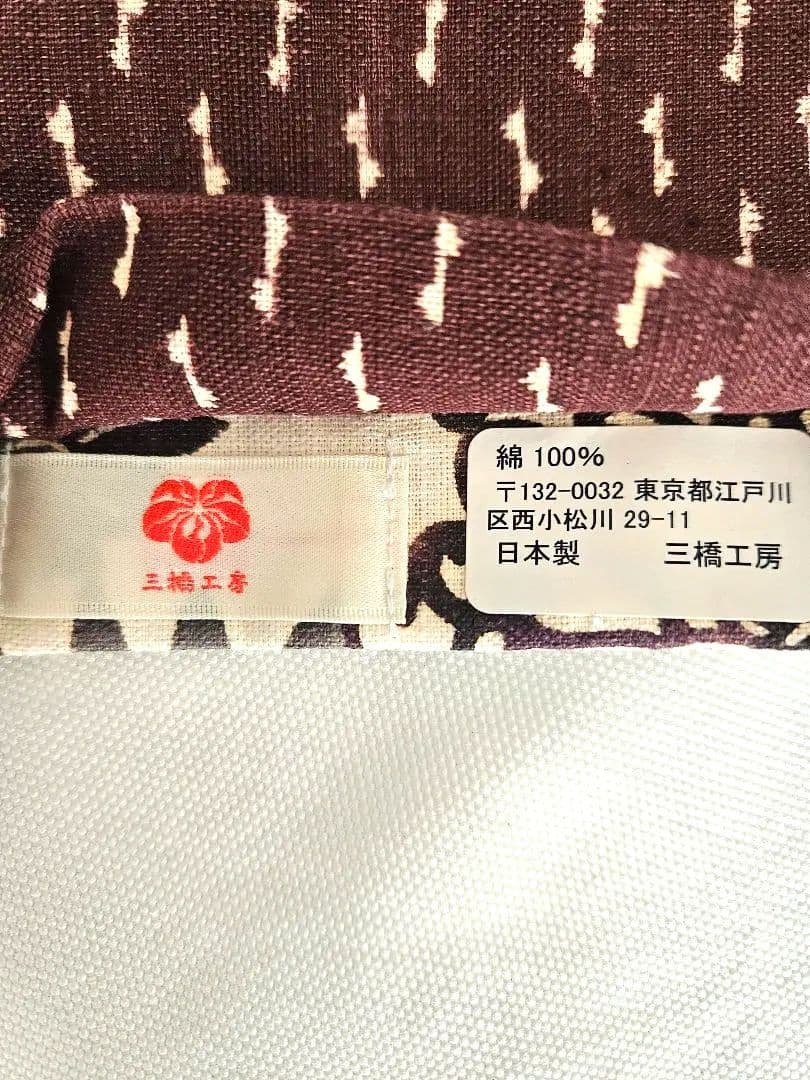 三橋工房
綿 100%
〒132-0032 東京都江戸川
区西小松川 29-11
日本製 三橋工房